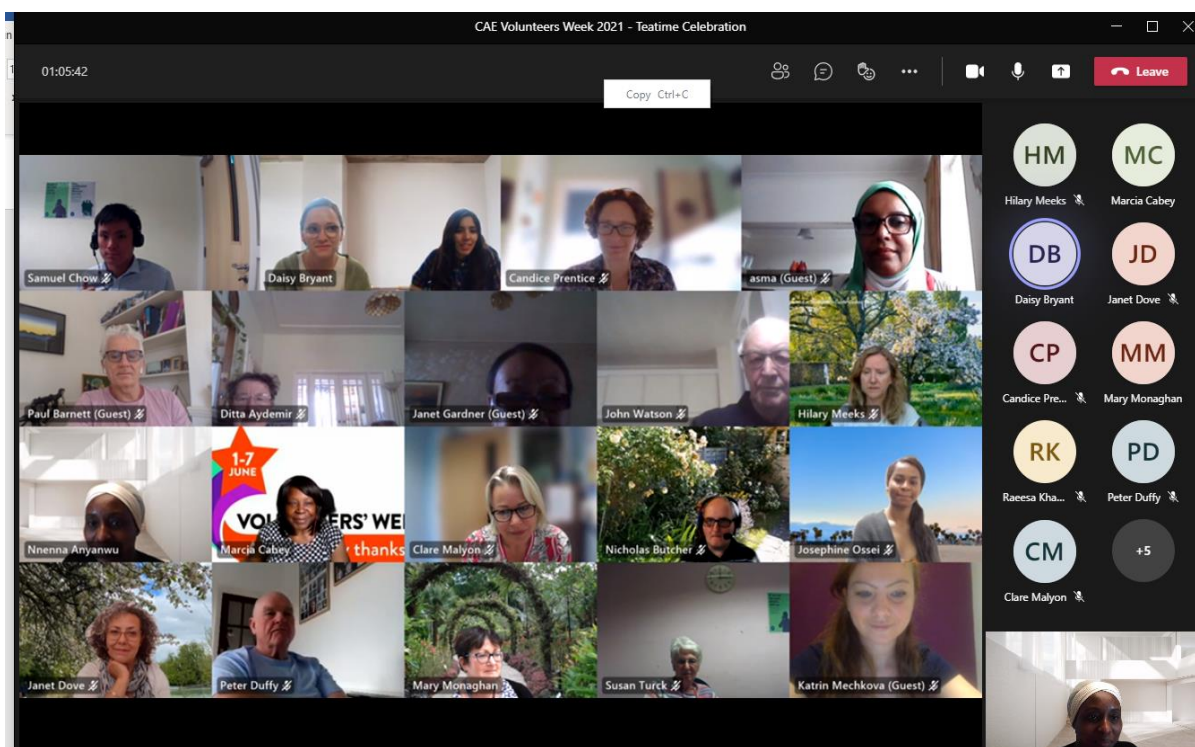 CAE Volunteers Week 2021 - Teatime Celebration
01:05:42
Leave
Copy Ctrl+C
Samuel Chow
Daisy Bryant
Candice Prentice
asma (Guest)
Paul Barnett (Guest)
Ditta Aydemir
Janet Gardner (Guest)
John Watson
Hilary Meeks
1-7
JUNE
thanks
Nnenna Anyanwu
Marcia Cabey
Clare Malyon
Nicholas Butcher
Josephine Ossei
Janet Dove
Peter Duffy
Mary Monaghan
Susan Turck
Katrin Mechkova (Guest)
HM
MC
Hilary Meeks
Marcia Cabey
DB
JD
Daisy Bryant
Janet Dove
CP
MM
Candice Pre...
Mary Monaghan
RK
PD
Raeesa Kha...
Peter Duffy
CM
+5
Clare Malyon